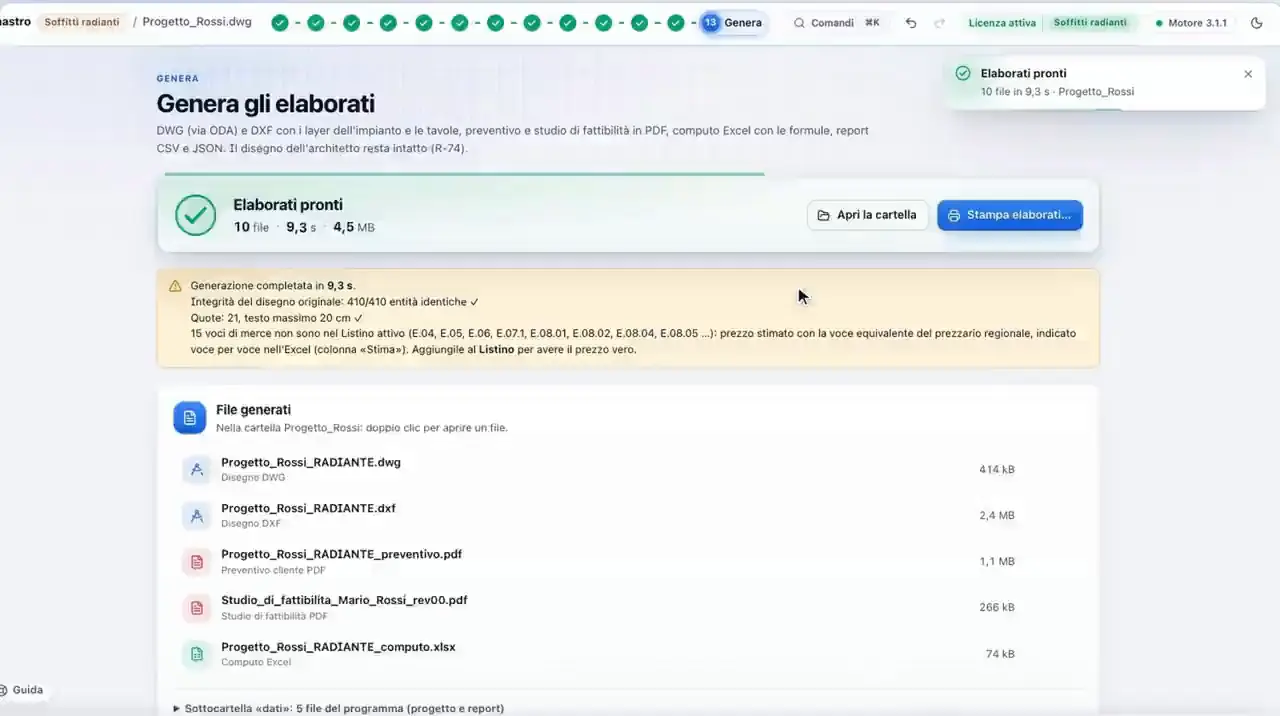 nastro Soffitti radianti / Progetto_Rossi.dwg 13 Genera Comandi ⌘K Licenza attiva Soffitti radianti Motore 3.1.1
Elaborati pronti
10 file in 9,3 s · Progetto_Rossi
GENERA
Genera gli elaborati
DWG (via ODA) e DXF con i layer dell'impianto e le tavole, preventivo e studio di fattibilità in PDF, computo Excel con le formule, report
CSV e JSON. Il disegno dell'architetto resta intatto (R-74).
Elaborati pronti
10 file · 9,3 s · 4,5 MB
Apri la cartella
Stampa elaborati...
Generazione completata in 9,3 s.
Integrità del disegno originale: 410/410 entità identiche ✓
Quote: 21, testo massimo 20 cm ✓
15 voci di merce non sono nel Listino attivo (E.04, E.05, E.06, E.07.1, E.08.01, E.08.02, E.08.04, E.08.05 ...): prezzo stimato con la voce equivalente del prezzario regionale, indicato
voce per voce nell'Excel (colonna «Stima»). Aggiungile al Listino per avere il prezzo vero.
File generati
Nella cartella Progetto_Rossi: doppio clic per aprire un file.
Progetto_Rossi_RADIANTE.dwg
Disegno DWG
414 kB
Progetto_Rossi_RADIANTE.dxf
Disegno DXF
2,4 MB
Progetto_Rossi_RADIANTE_preventivo.pdf
Preventivo cliente PDF
1,1 MB
Studio_di_fattibilita_Mario_Rossi_rev00.pdf
Studio di fattibilità PDF
266 kB
Progetto_Rossi_RADIANTE_computo.xlsx
Computo Excel
74 kB
Guida
Sottocartella «dati»: 5 file del programma (progetto e report)